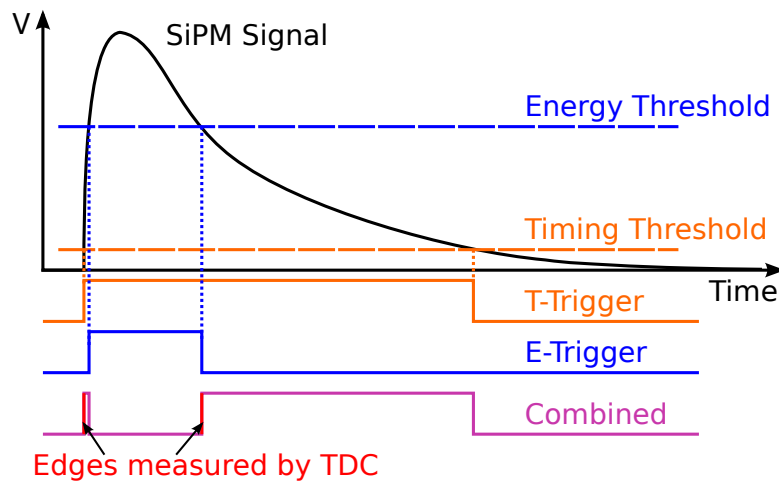 V
SiPM Signal
Energy Threshold
Timing Threshold
Time
T-Trigger
E-Trigger
Combined
Edges measured by TDC